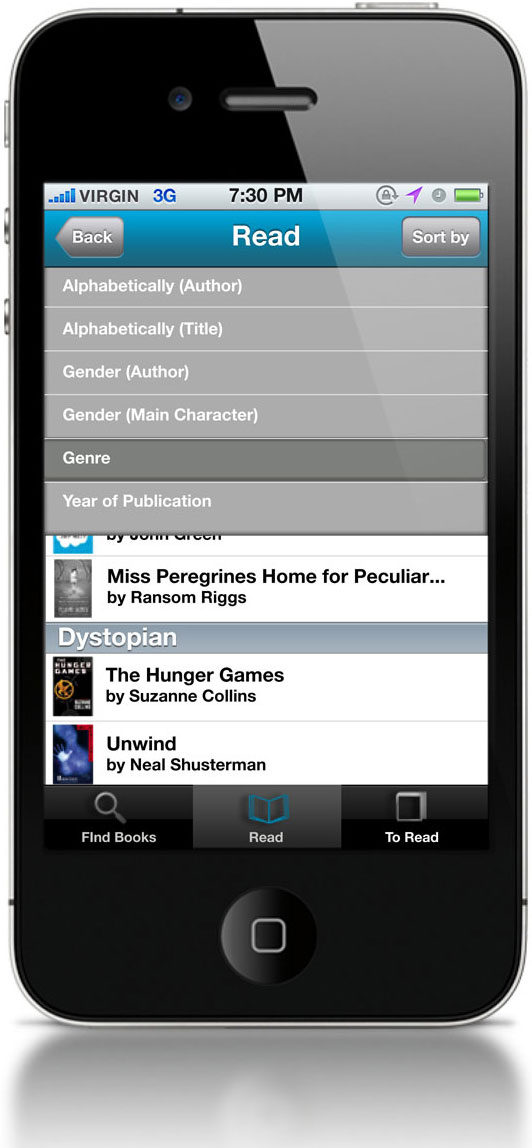 VIRGIN 3G 7:30 PM
Back Read Sort by
Alphabetically (Author)
Alphabetically (Title)
Gender (Author)
Gender (Main Character)
Genre
Year of Publication
by John Green
Miss Peregrines Home for Peculiar...
by Ransom Riggs
Dystopian
THE
HUNGER
GAMES
SUZANNE
COLLINS
The Hunger Games
by Suzanne Collins
Unwind
by Neal Shusterman
FInd Books Read To Read